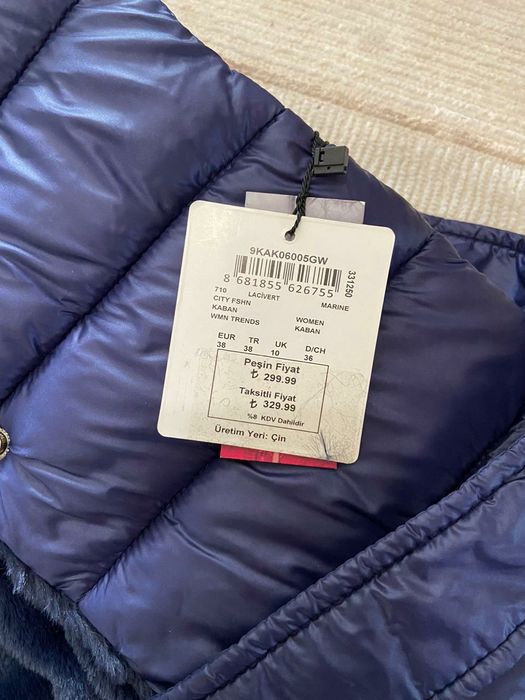 9KAK06005GW
8 681855 626755
331250
710 LACİVERT MARINE
CITY FSHN
KABAN WOMEN
WMN TRENDS KABAN
EUR TR UK D/CH
38 38 10 36
Peşin Fiyat
₺ 299.99
Taksitli Fiyat
₺ 329.99
%8 KDV Dahildir
Üretim Yeri: Çin